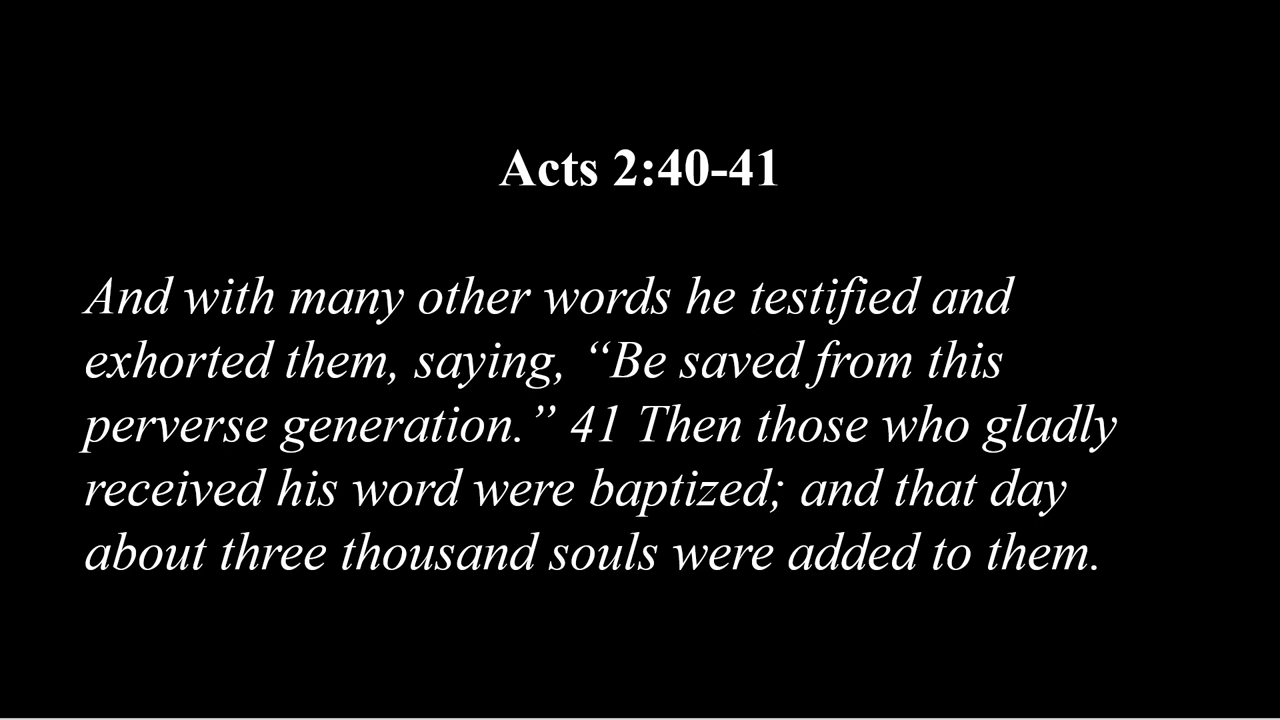 Acts 2:40-41
And with many other words he testified and
exhorted them, saying, “Be saved from this
perverse generation.” 41 Then those who gladly
received his word were baptized; and that day
about three thousand souls were added to them.